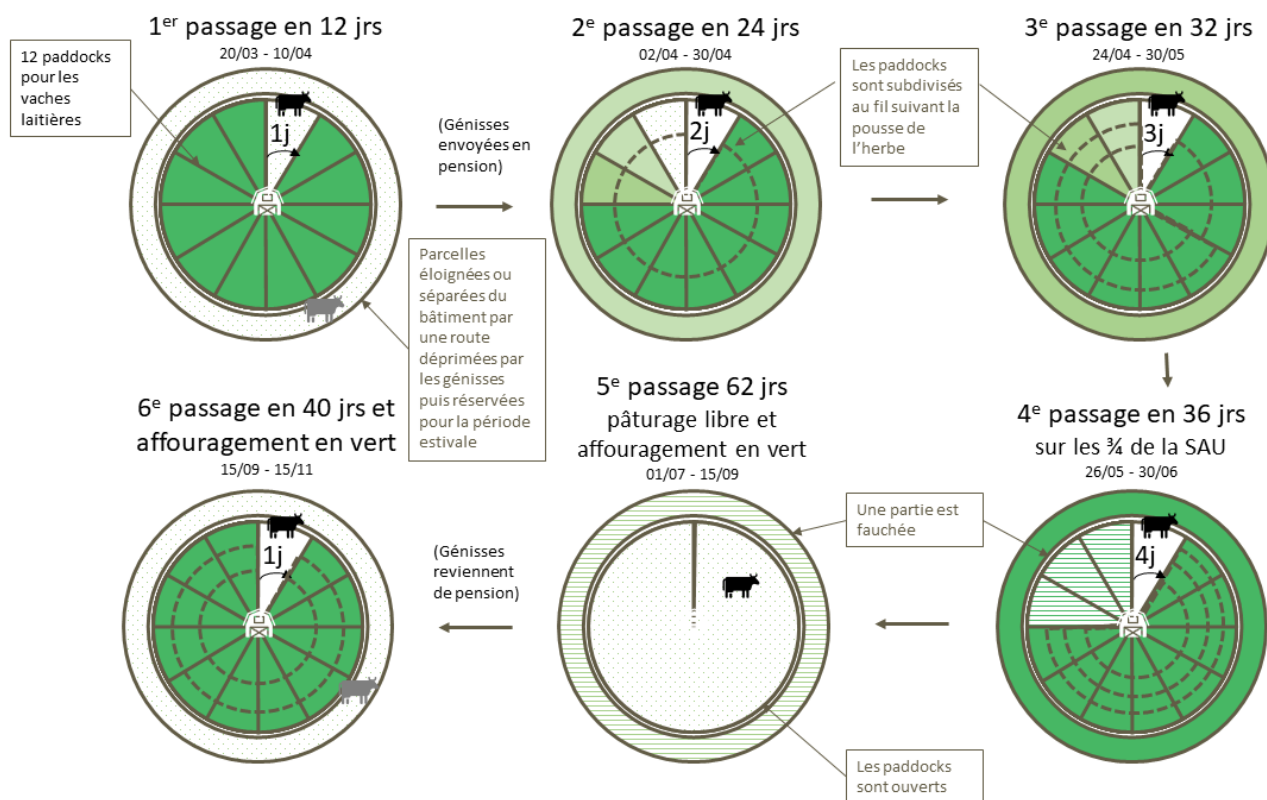 1er passage en 12 jrs
20/03 - 10/04
12 paddocks
pour les
vaches
laitières
1j
(Génisses
envoyées en
pension)
2e passage en 24 jrs
02/04 - 30/04
2j
Les paddocks
sont subdivisés
au fil suivant la
pousse de
l'herbe
3e passage en 32 jrs
24/04 - 30/05
3j
Parcelles
éloignées ou
séparées du
bâtiment par
une route
déprimées par
les génisses
puis réservées
pour la période
estivale
4e passage en 36 jrs
sur les ¾ de la SAU
26/05 - 30/06
4j
Une partie est
fauchée
5e passage 62 jrs
pâturage libre et
affouragement en vert
01/07 - 15/09
Les paddocks
sont ouverts
(Génisses
reviennent
de pension)
6e passage en 40 jrs et
affouragement en vert
15/09 - 15/11
1j